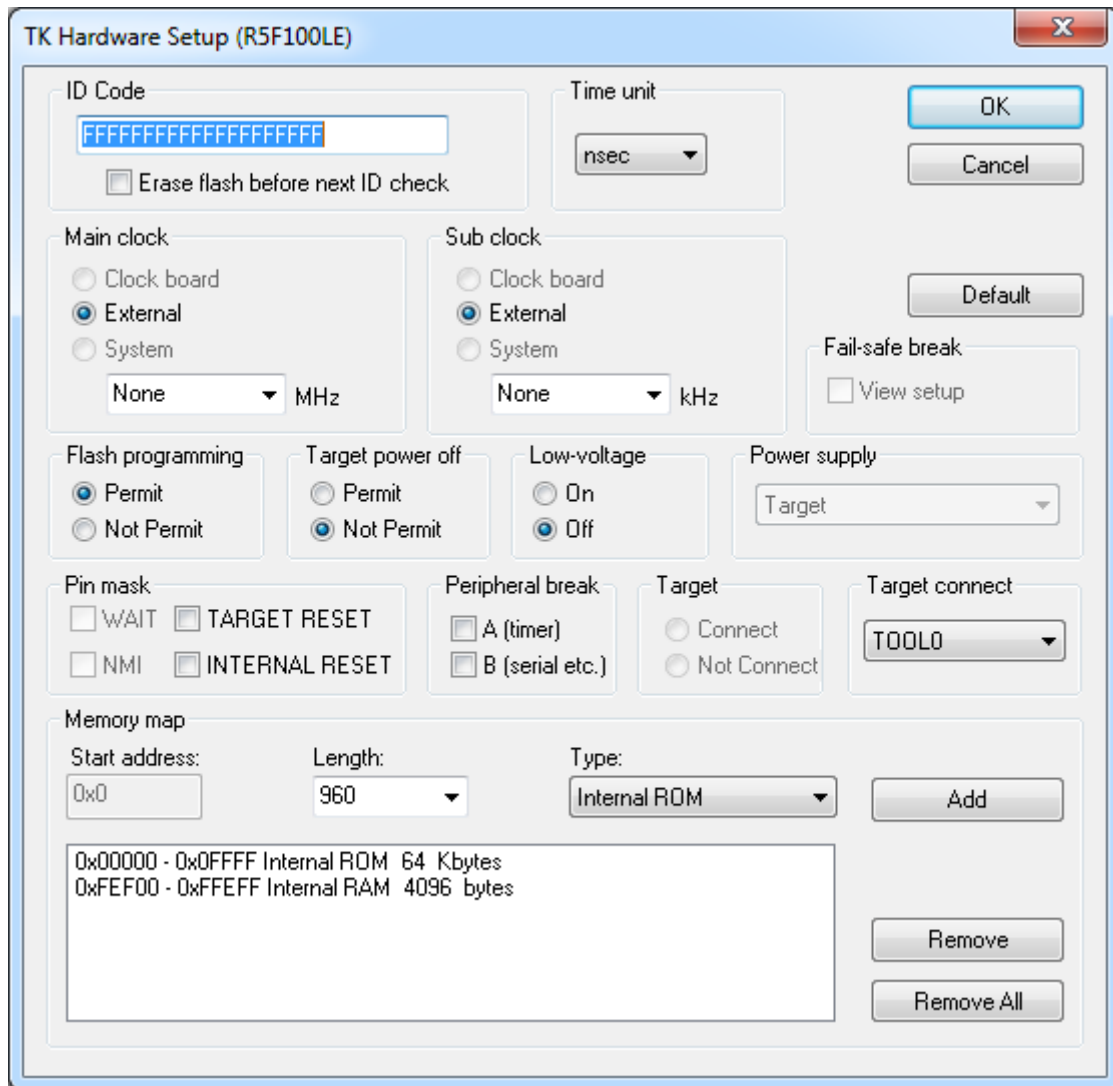 TK Hardware Setup (R5F100LE)
ID Code
FFFFFFFFFFFFFFFFFFFF
Erase flash before next ID check
Time unit
nsec
OK
Cancel
Main clock
Clock board
External
System
None MHz
Sub clock
Clock board
External
System
None kHz
Default
Fail-safe break
View setup
Flash programming
Permit
Not Permit
Target power off
Permit
Not Permit
Low-voltage
On
Off
Power supply
Target
Pin mask
WAIT TARGET RESET
NMI INTERNAL RESET
Peripheral break
A (timer)
B (serial etc.)
Target
Connect
Not Connect
Target connect
TOOL0
Memory map
Start address: Length: Type:
0x0 960 Internal ROM Add
0x00000 - 0x0FFFF Internal ROM 64 Kbytes
0xFEF00 - 0xFFEFF Internal RAM 4096 bytes
Remove
Remove All